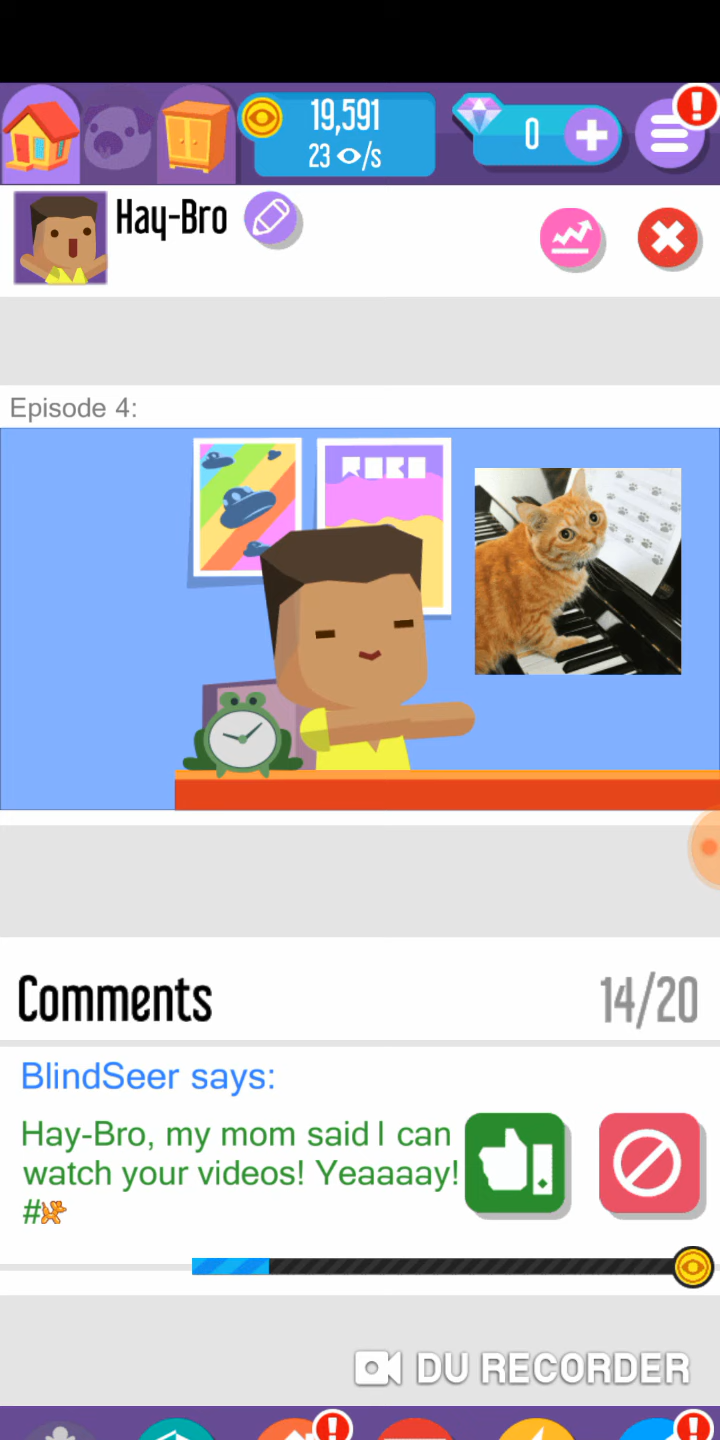 19,591
23 /s
0
Hay-Bro
Episode 4:
Comments
14/20
BlindSeer says:
Hay-Bro, my mom said I can
watch your videos! Yeaaaay!
#
DU RECORDER